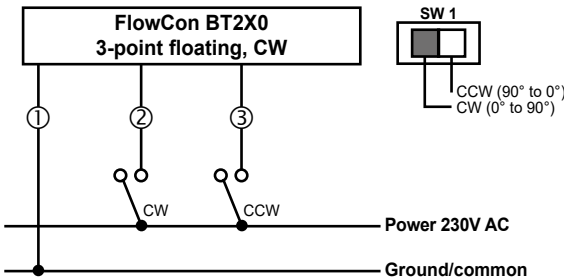 FlowCon BT2X0
3-point floating, CW
SW 1
CCW (90° to 0°)
CW (0° to 90°)
① ② ③
CW CCW
Power 230V AC
Ground/common